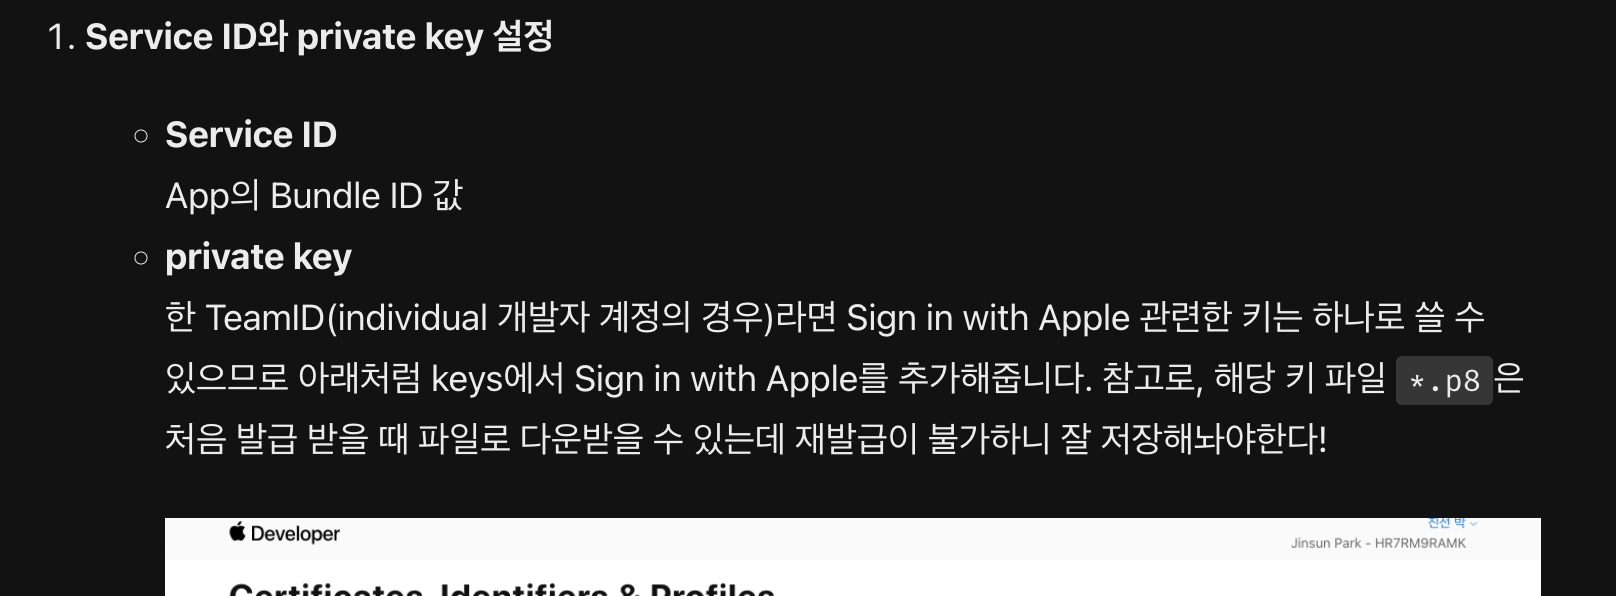 1. Service ID와 private key 설정
○ Service ID
App의 Bundle ID 값
○ private key
한 TeamID(individual 개발자 계정의 경우)라면 Sign in with Apple 관련한 키는 하나로 쓸 수
있으므로 아래처럼 keys에서 Sign in with Apple를 추가해줍니다. 참고로, 해당 키 파일 *.p8 은
처음 발급 받을 때 파일로 다운받을 수 있는데 재발급이 불가하니 잘 저장해놔야한다!
진선 박
Developer
Jinsun Park - HR7RM9RAMK
Certificates, Identifiers & Profiles